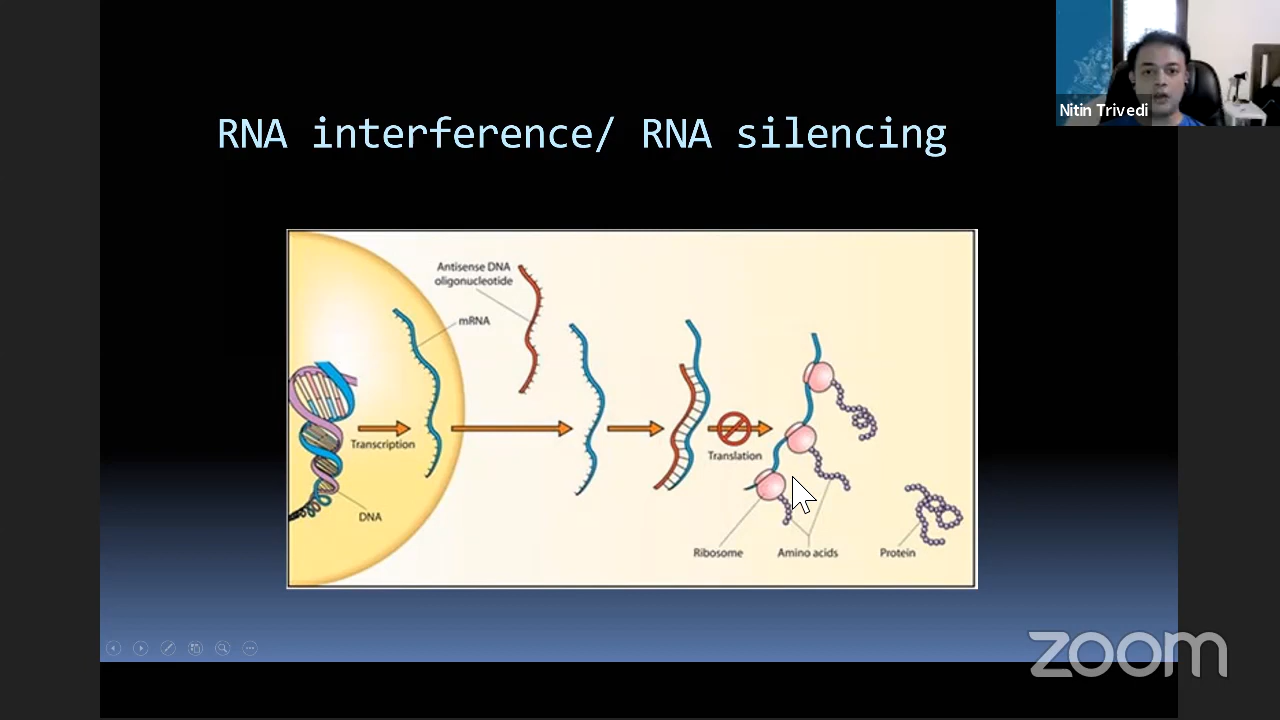 Nitin Trivedi
RNA interference/ RNA silencing
Antisense DNA
oligonucleotide
mRNA
Transcription
Translation
DNA
Ribosome
Amino acids
Protein
zoom